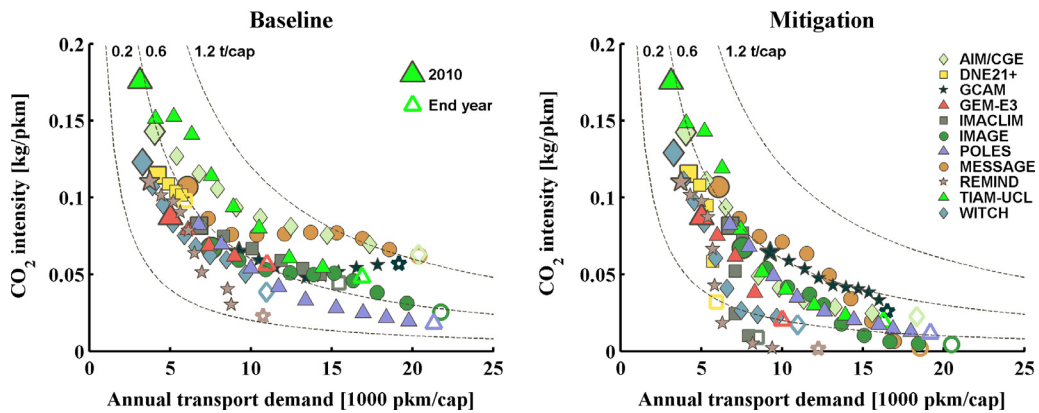 Baseline
0.2
0.6
1.2 t/cap
2010
End year
CO2 intensity [kg/pkm]
0.2
0.15
0.1
0.05
0
0
5
10
15
20
25
Annual transport demand [1000 pkm/cap]
Mitigation
0.2
0.6
1.2 t/cap
AIM/CGE
DNE21+
GCAM
GEM-E3
IMACLIM
IMAGE
POLES
MESSAGE
REMIND
TIAM-UCL
WITCH
CO2 intensity [kg/pkm]
0.2
0.15
0.1
0.05
0
0
5
10
15
20
25
Annual transport demand [1000 pkm/cap]